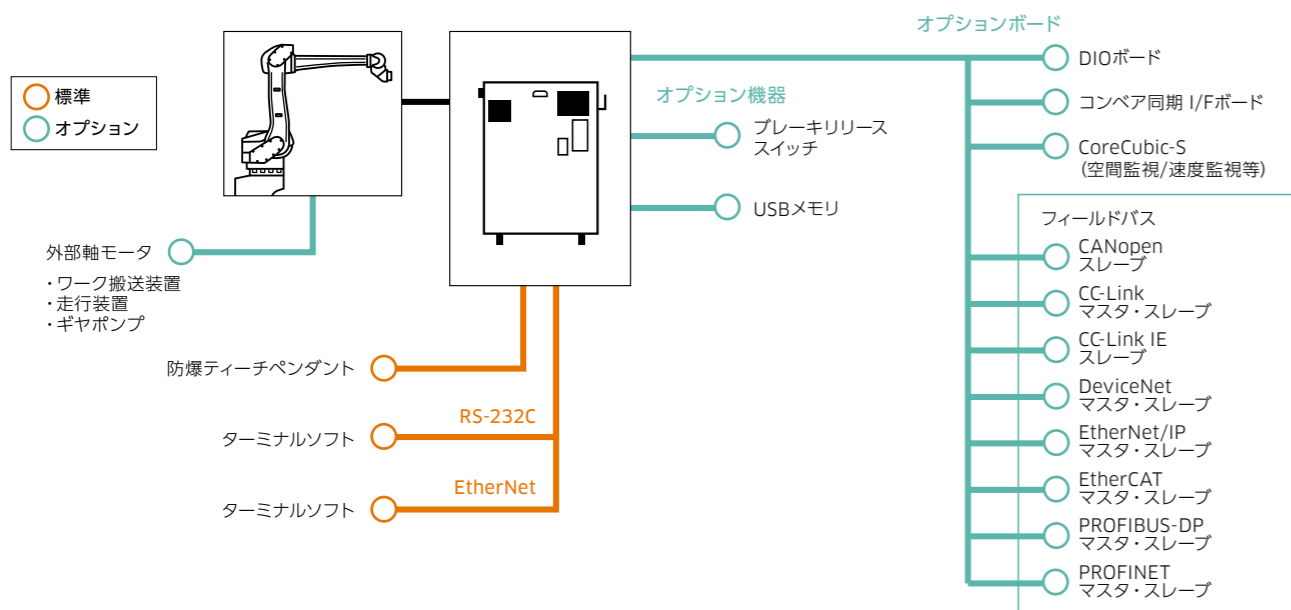 標準
オプション
外部軸モータ
・ワーク搬送装置
・走行装置
・ギヤポンプ
防爆ティーチペンダント
RS-232C
ターミナルソフト
EtherNet
ターミナルソフト
オプション機器
ブレーキリリース
スイッチ
USBメモリ
オプションボード
DIOボード
コンベア同期 I/Fボード
CoreCubic-S
(空間監視/速度監視等)
フィールドバス
CANopen
スレーブ
CC-Link
マスタ・スレーブ
CC-Link IE
スレーブ
DeviceNet
マスタ・スレーブ
EtherNet/IP
マスタ・スレーブ
EtherCAT
マスタ・スレーブ
PROFIBUS-DP
マスタ・スレーブ
PROFINET
マスタ・スレーブ